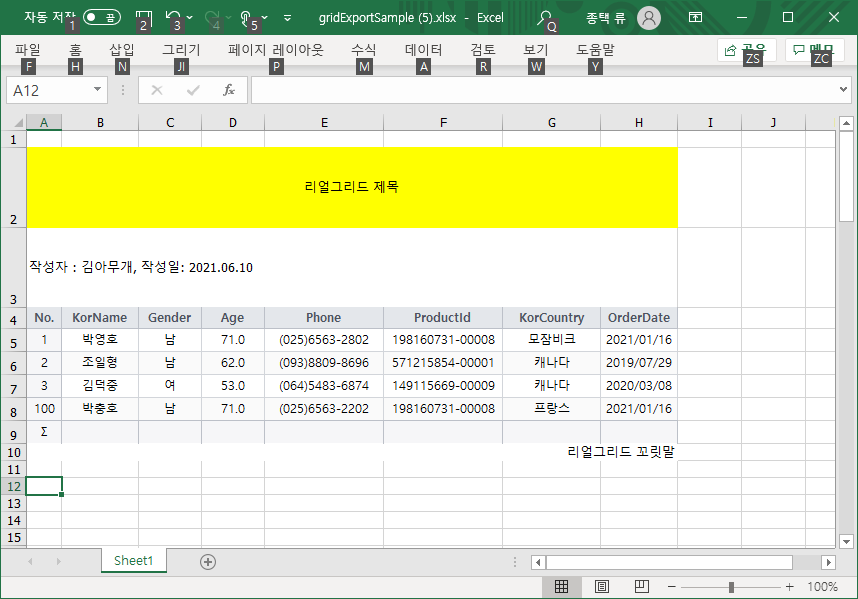 자동 저장 1 2 3 4 5 gridExportSample (5).xlsx - Excel Q 종택 류
파일 홈 삽입 그리기 페이지 레이아웃 수식 데이터 검토 보기 도움말 공유 메모
F H N JI P M A R W Y ZS ZC
A12 fx
A B C D E F G H I J
1
2 리얼그리드 제목
3 작성자 : 김아무개, 작성일: 2021.06.10
4 No. KorName Gender Age Phone ProductId KorCountry OrderDate
5 1 박영호 남 71.0 (025)6563-2802 198160731-00008 모잠비크 2021/01/16
6 2 조일형 남 62.0 (093)8809-8696 571215854-00001 캐나다 2019/07/29
7 3 김덕중 여 53.0 (064)5483-6874 149115669-00009 캐나다 2020/03/08
8 100 박충호 남 71.0 (025)6563-2202 198160731-00008 프랑스 2021/01/16
9 Σ
10 리얼그리드 꼬릿말
11
12
13
14
15
Sheet1
100%